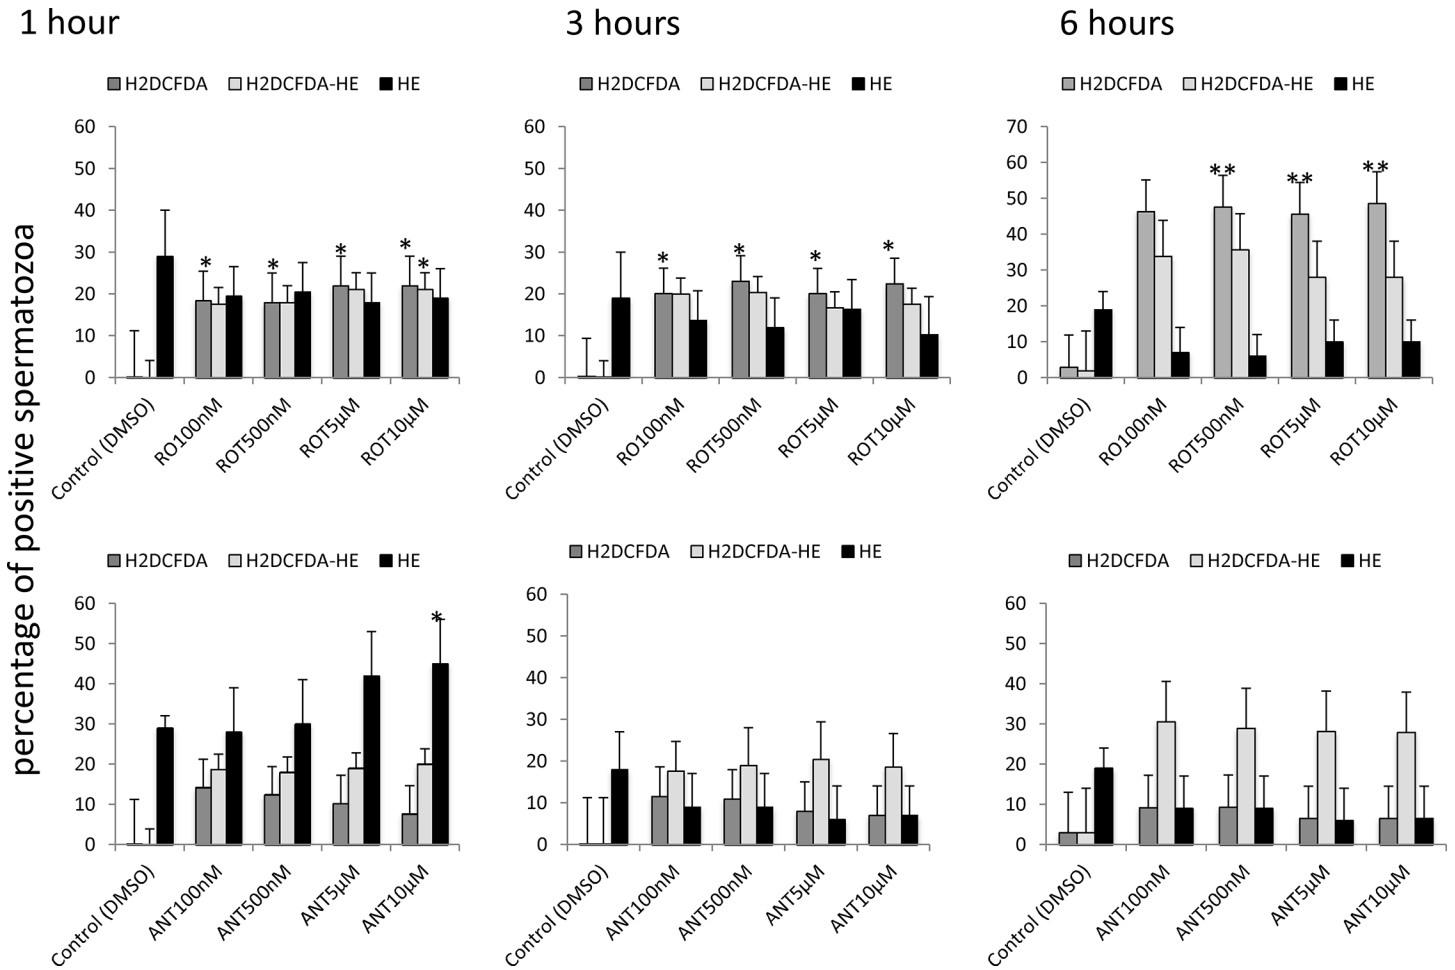 1 hour
3 hours
6 hours
percentage of positive spermatozoa
H2DCFDA H2DCFDA-HE HE
60
50
40
30
20
10
0
* * * * *
Control (DMSO)
RO100nM
ROT500nM
ROT5µM
ROT10µM
H2DCFDA H2DCFDA-HE HE
60
50
40
30
20
10
0
* * * *
Control (DMSO)
RO100nM
ROT500nM
ROT5µM
ROT10µM
H2DCFDA H2DCFDA-HE HE
70
60
50
40
30
20
10
0
** ** **
Control (DMSO)
RO100nM
ROT500nM
ROT5µM
ROT10µM
H2DCFDA H2DCFDA-HE HE
60
50
40
30
20
10
0
*
Control (DMSO)
ANT100nM
ANT500nM
ANT5µM
ANT10µM
H2DCFDA H2DCFDA-HE HE
60
50
40
30
20
10
0
Control (DMSO)
ANT100nM
ANT500nM
ANT5µM
ANT10µM
H2DCFDA H2DCFDA-HE HE
60
50
40
30
20
10
0
Control (DMSO)
ANT100nM
ANT500nM
ANT5µM
ANT10µM